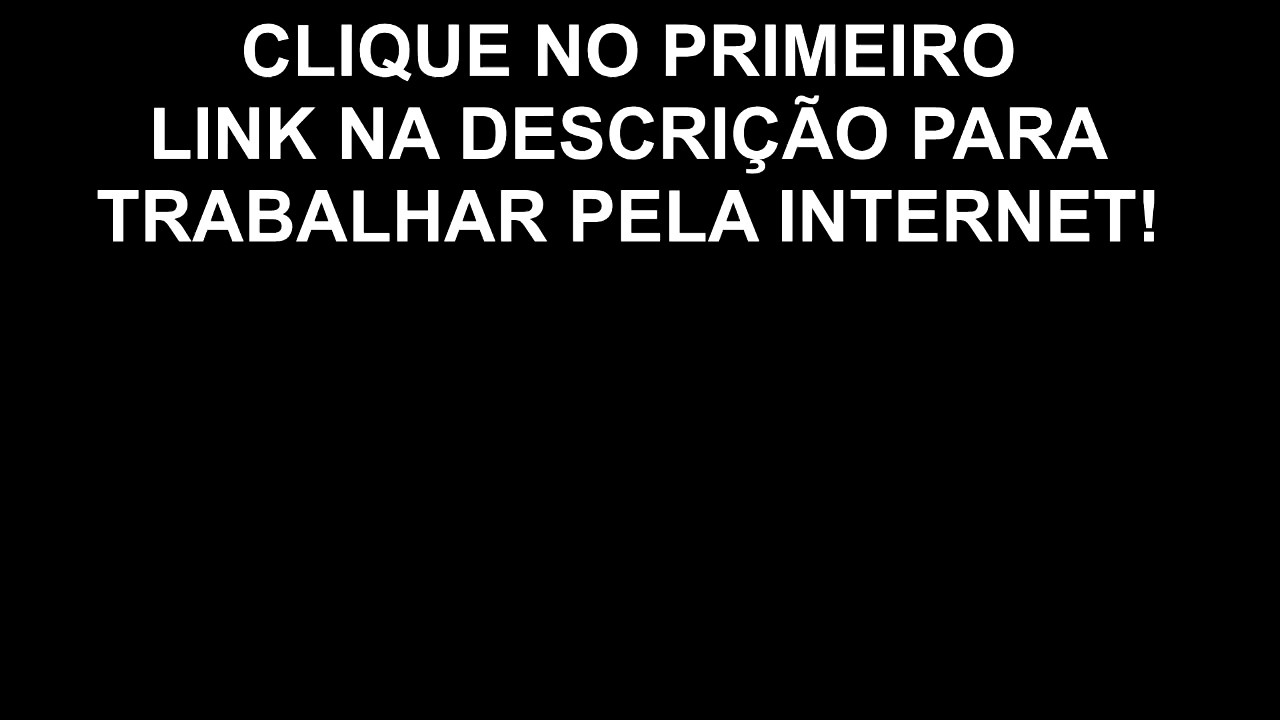 CLIQUE NO PRIMEIRO
LINK NA DESCRIÇÃO PARA
TRABALHAR PELA INTERNET!